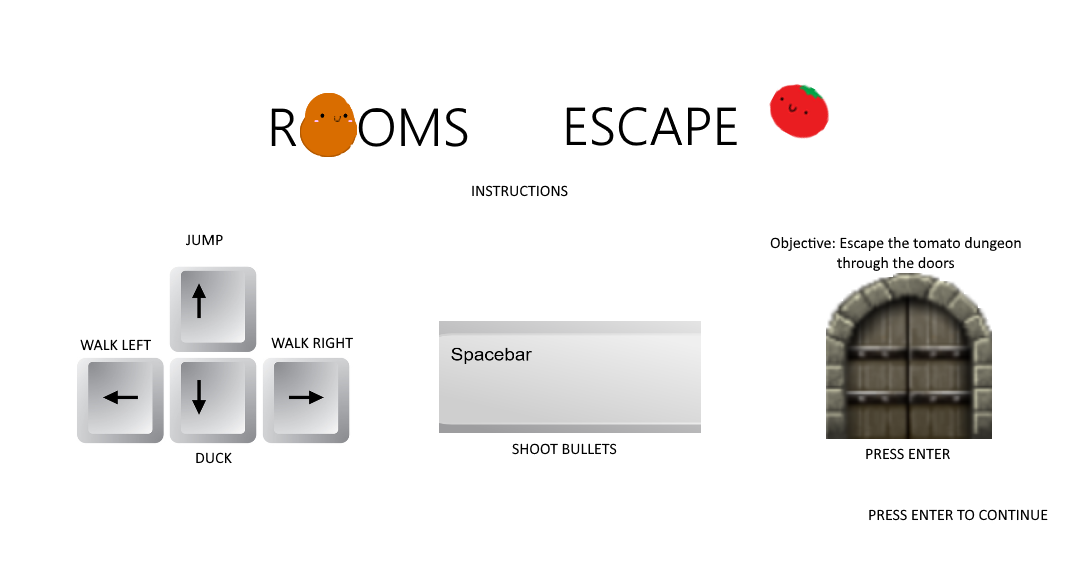 ROOMS ESCAPE
INSTRUCTIONS
JUMP
Objective: Escape the tomato dungeon
through the doors
WALK LEFT
WALK RIGHT
Spacebar
SHOOT BULLETS
PRESS ENTER
DUCK
PRESS ENTER TO CONTINUE